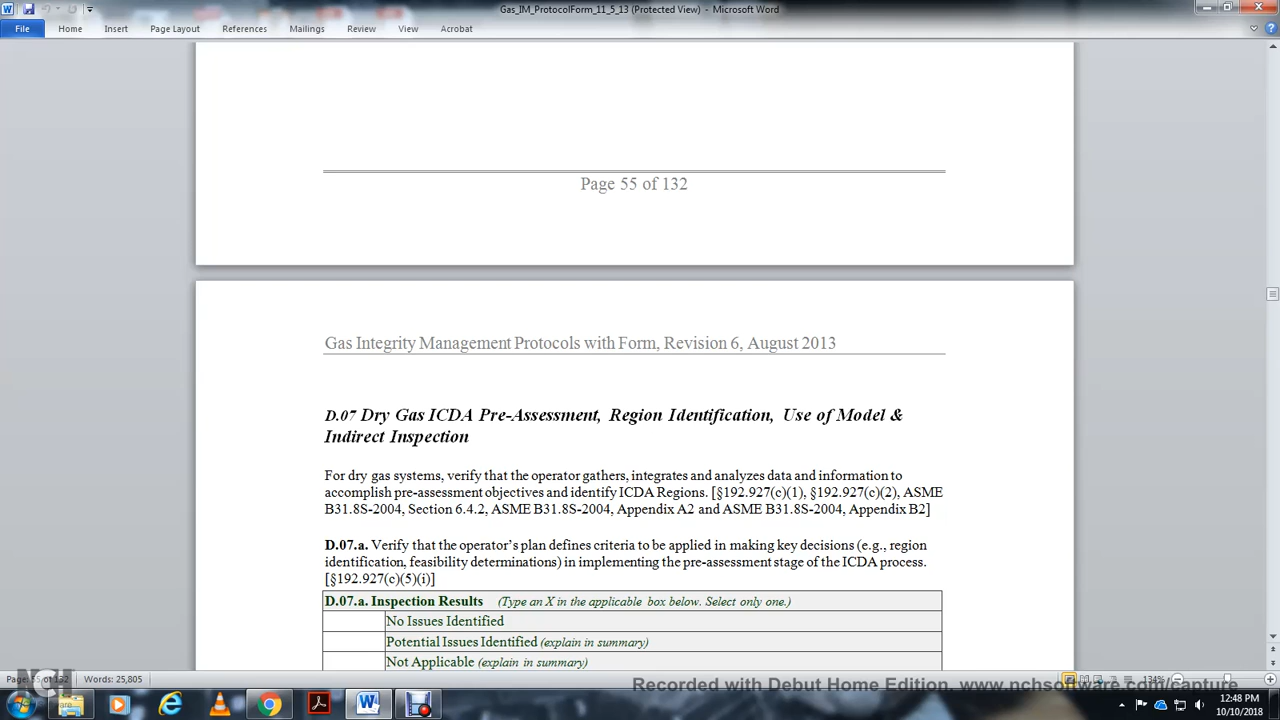 Gas_IM_ProtocolForm_11_5_13 (Protected View) - Microsoft Word
File Home Insert Page Layout References Mailings Review View Acrobat
Page 55 of 132
Gas Integrity Management Protocols with Form, Revision 6, August 2013
D.07 Dry Gas ICDA Pre-Assessment, Region Identification, Use of Model &
Indirect Inspection
For dry gas systems, verify that the operator gathers, integrates and analyzes data and information to
accomplish pre-assessment objectives and identify ICDA Regions. [§192.927(c)(1), §192.927(c)(2), ASME
B31.8S-2004, Section 6.4.2, ASME B31.8S-2004, Appendix A2 and ASME B31.8S-2004, Appendix B2]
D.07.a. Verify that the operator's plan defines criteria to be applied in making key decisions (e.g., region
identification, feasibility determinations) in implementing the pre-assessment stage of the ICDA process.
[§192.927(c)(5)(i)]
D.07.a. Inspection Results (Type an X in the applicable box below. Select only one.)
No Issues Identified
Potential Issues Identified (explain in summary)
Not Applicable (explain in summary)
Page: 55 of 132 Words: 25,805 134%
NCH
Recorded with Debut Home Edition. www.nchsoftware.com/capture
12:48 PM
10/10/2018